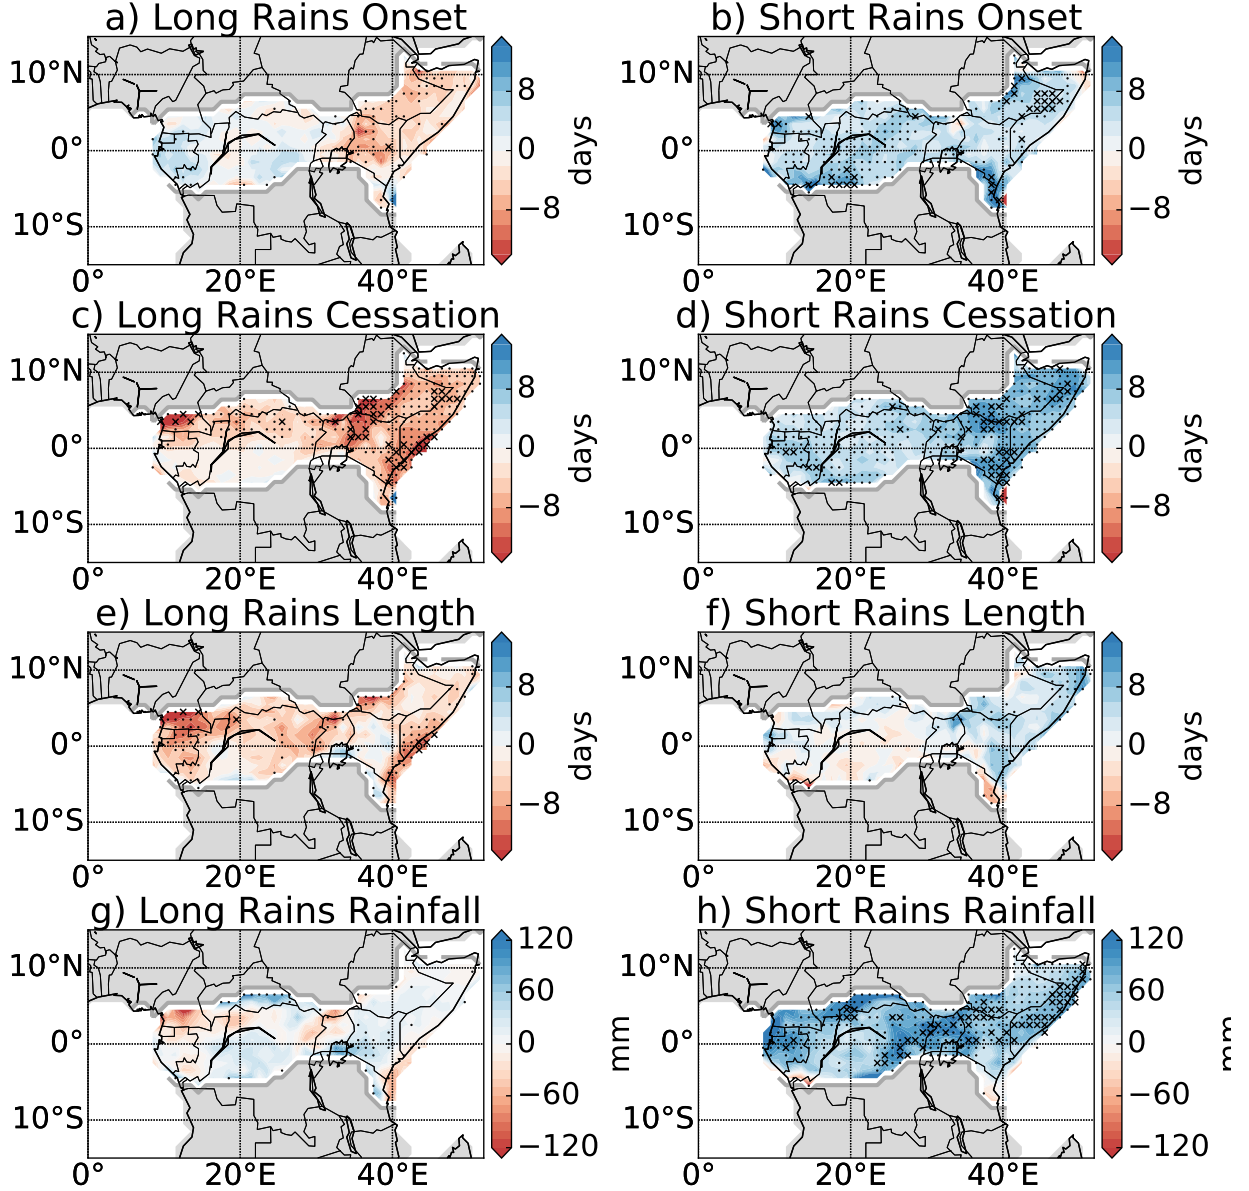 a) Long Rains Onset
b) Short Rains Onset
10°N
0°
10°S
0°
20°E
40°E
8
0
−8
days
10°N
0°
10°S
0°
20°E
40°E
8
0
−8
days
c) Long Rains Cessation
d) Short Rains Cessation
10°N
0°
10°S
0°
20°E
40°E
8
0
−8
days
10°N
0°
10°S
0°
20°E
40°E
8
0
−8
days
e) Long Rains Length
f) Short Rains Length
10°N
0°
10°S
0°
20°E
40°E
8
0
−8
days
10°N
0°
10°S
0°
20°E
40°E
8
0
−8
days
g) Long Rains Rainfall
h) Short Rains Rainfall
10°N
0°
10°S
0°
20°E
40°E
120
60
0
−60
−120
mm
10°N
0°
10°S
0°
20°E
40°E
120
60
0
−60
−120
mm